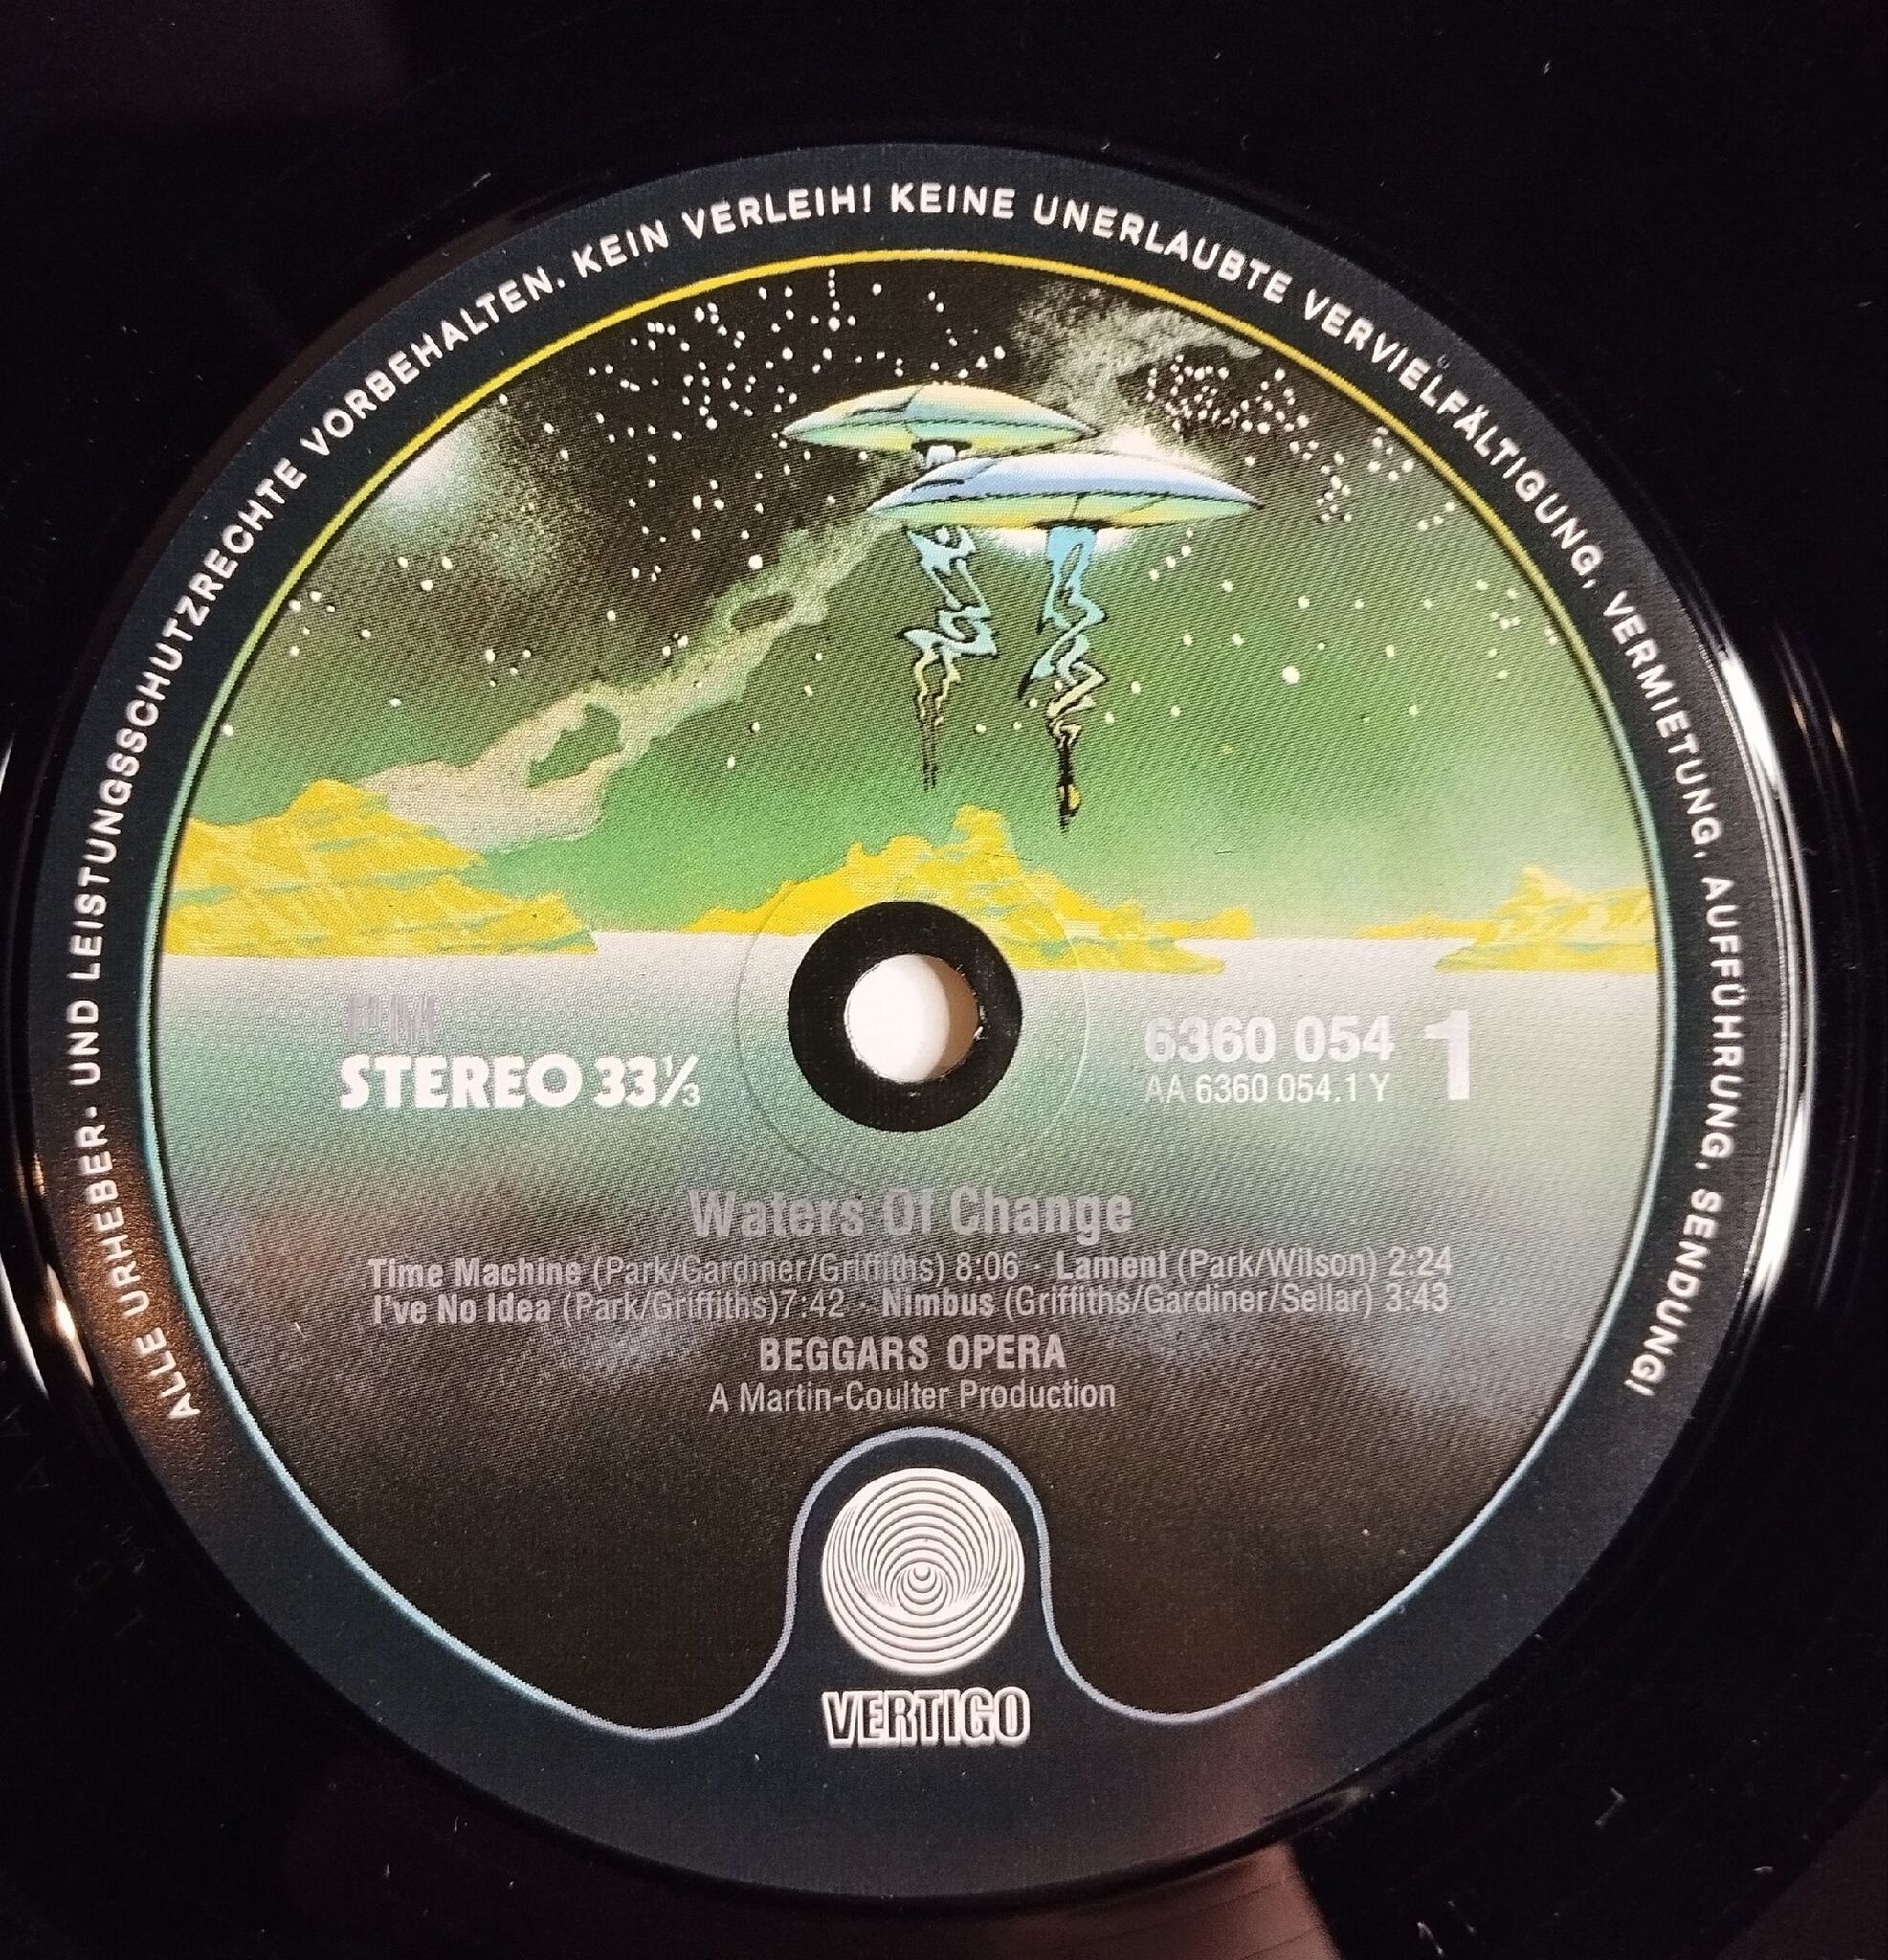 ALLE URHEBER- UND LEISTUNGSSCHUTZRECHTE VORBEHALTEN. KEIN VERLEIH! KEINE UNERLAUBTE VERVIELFÄLTIGUNG, VERMIETUNG, AUFFÜHRUNG, SENDUNG!
STEREO 33⅓
6360 054 1
AA 6360 054.1 Y
Waters Of Change
Time Machine (Park/Gardiner/Griffiths) 8:06 · Lament (Park/Wilson) 2:24
I've No Idea (Park/Griffiths)7:42 · Nimbus (Griffiths/Gardiner/Sellar) 3:43
BEGGARS OPERA
A Martin-Coulter Production
VERTIGO